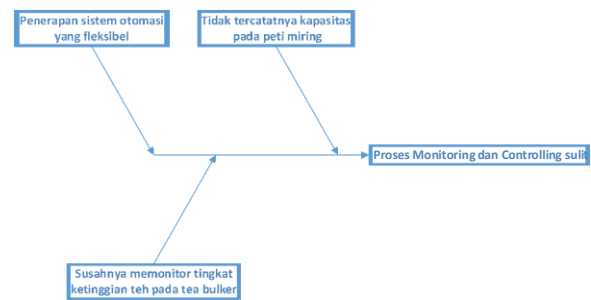 Penerapan sistem otomasi
yang fleksibel
Tidak tercatatnya kapasitas
pada peti miring
Proses Monitoring dan Controlling sulit
Susahnya memonitor tingkat
ketinggian teh pada tea bulker